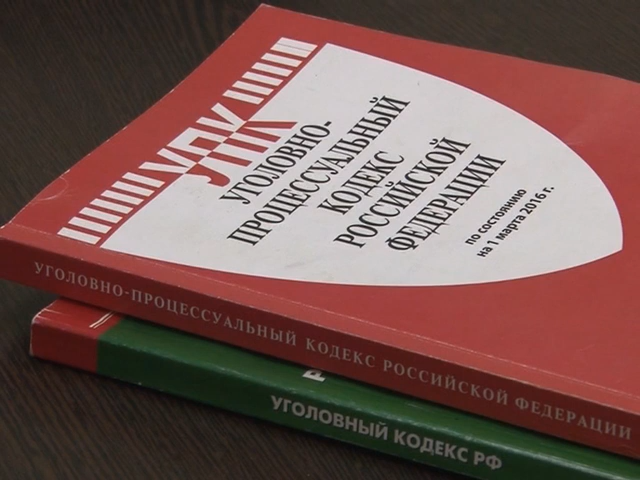 УПК
УГОЛОВНО-
ПРОЦЕССУАЛЬНЫЙ
КОДЕКС
РОССИЙСКОЙ
ФЕДЕРАЦИИ
по состоянию
на 1 марта 2016 г.
УГОЛОВНО-ПРОЦЕССУАЛЬНЫЙ КОДЕКС РОССИЙСКОЙ ФЕДЕРАЦИИ
УГОЛОВНЫЙ КОДЕКС РФ